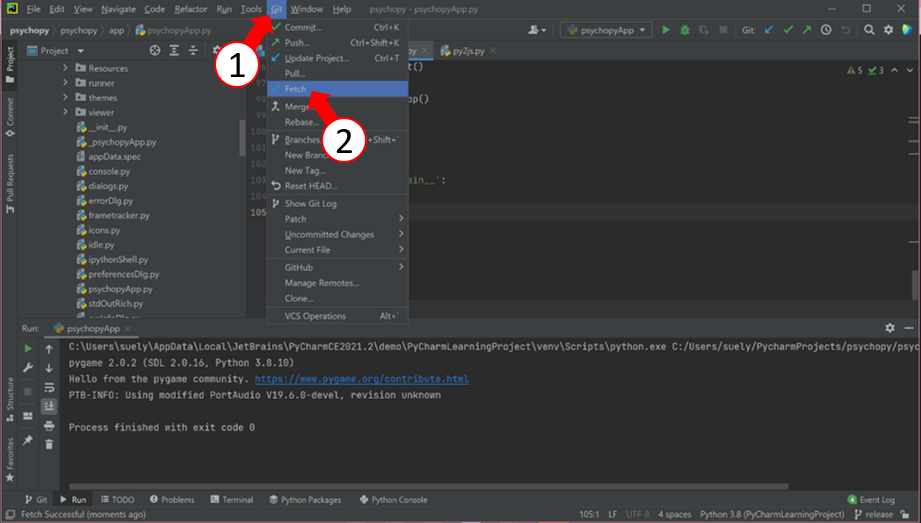 File Edit View Navigate Code Refactor Run Tools Git Window Help psychopy - psychopyApp.py
psychopy psychopy app psychopyApp.py psychopyApp Git:
Project py py2js.py
Resources
runner
themes
viewer
__init__.py
_psychopyApp.py
appData.spec
console.py
dialogs.py
errorDlg.py
frametracker.py
icons.py
idle.py
ipythonShell.py
preferencesDlg.py
psychopyApp.py
stdOutRich.py
Project
Commit
Pull Requests
Structure
Favorites
1
2
Commit... Ctrl+K
Push... Ctrl+Shift+K
Update Project... Ctrl+T
Pull...
Fetch
Merge
Rebase...
Branches. +Shift+`
New Branc
New Tag...
Reset HEAD...
Show Git Log
Patch
Uncommitted Changes
Current File
GitHub
Manage Remotes...
Clone...
VCS Operations Alt+`
96 t()
97
98 pp()
99
100
101
102
103 ain__':
104
105
5 3
Run: psychopyApp
C:\Users\suely\AppData\Local\JetBrains\PyCharmCE2021.2\demo\PyCharmLearningProject\venv\Scripts\python.exe C:/Users/suely/PycharmProjects/psychopy/psyc
pygame 2.0.2 (SDL 2.0.16, Python 3.8.10)
Hello from the pygame community. https://www.pygame.org/contribute.html
PTB-INFO: Using modified PortAudio V19.6.0-devel, revision unknown
Process finished with exit code 0
Git Run TODO Problems Terminal Python Packages Python Console 4 Event Log
Fetch Successful (moments ago) 105:1 LF UTF-8 4 spaces Python 3.8 (PyCharmLearningProject) release